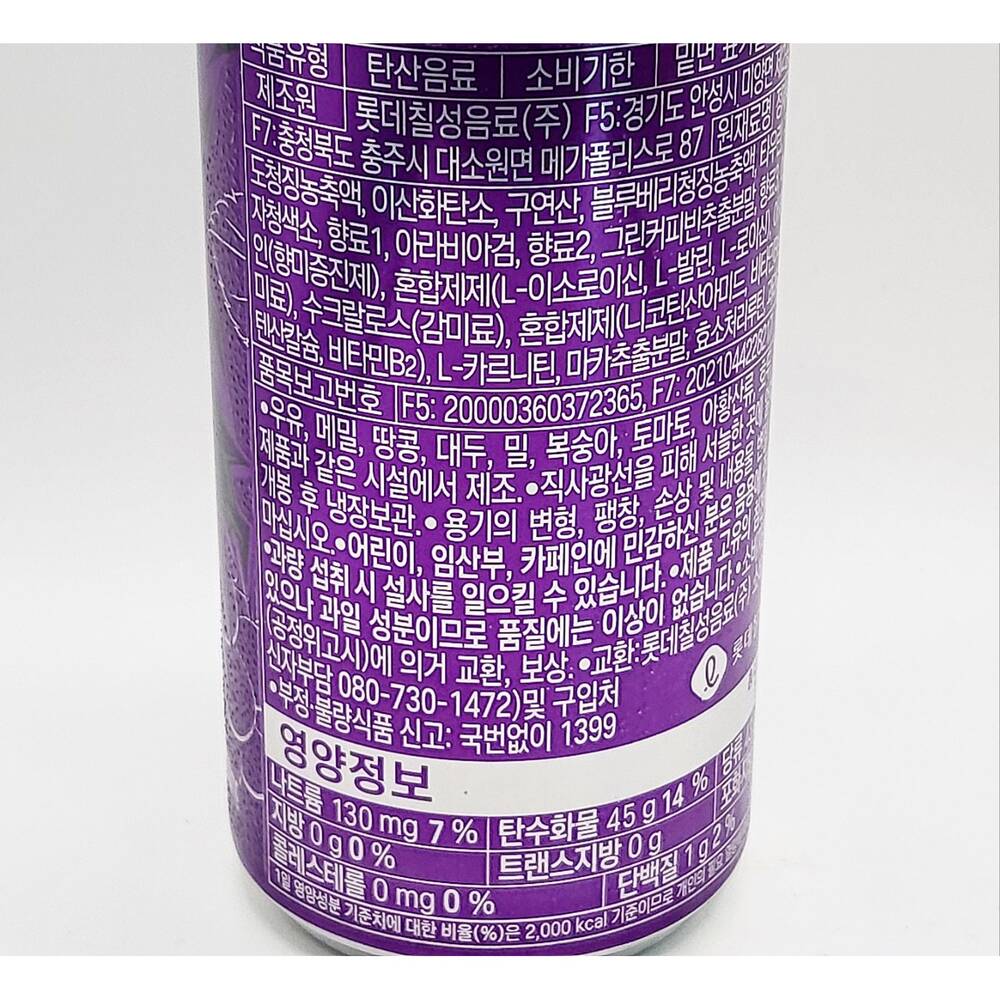 탄산음료 소비기한
제조원 롯데칠성음료(주) F5:경기도 안성시 미양면
F7:충청북도 충주시 대소원면 메가폴리스로 87 원재료명
도청징농축액, 이산화탄소, 구연산, 블루베리청징농축액,
자청색소, 향료1, 아라비아검, 향료2, 그린커피빈추출분말,
인(향미증진제), 혼합제제(L-이소로이신, L-발린, L-로이신),
미료), 수크랄로스(감미료), 혼합제제(니코틴산아미드,
텐산칼슘, 비타민B2), L-카르니틴, 마카추출분말, 효소처리루틴,
품목보고번호 F5: 20000360372365, F7:
•우유, 메밀, 땅콩, 대두, 밀, 복숭아, 토마토, 아황산류,
제품과 같은 시설에서 제조.•직사광선을 피해 서늘한
개봉 후 냉장보관.• 용기의 변형, 팽창, 손상 및 내용물
마십시오.•어린이, 임산부, 카페인에 민감하신 분은
•과량 섭취 시 설사를 일으킬 수 있습니다.•제품 고유의
있으나 과일 성분이므로 품질에는 이상이 없습니다.
(공정위고시)에 의거 교환, 보상.•교환:롯데칠성음료(주)
신자부담 080-730-1472)및 구입처
•부정·불량식품 신고: 국번없이 1399
영양정보
나트륨 130 mg 7 % 탄수화물 45 g 14 % 당류
지방 0 g 0 % 트랜스지방 0 g
콜레스테롤 0 mg 0 % 단백질 1 g 2 %
1일 영양성분 기준치에 대한 비율(%)은 2,000 kcal 기준이므로 개인의